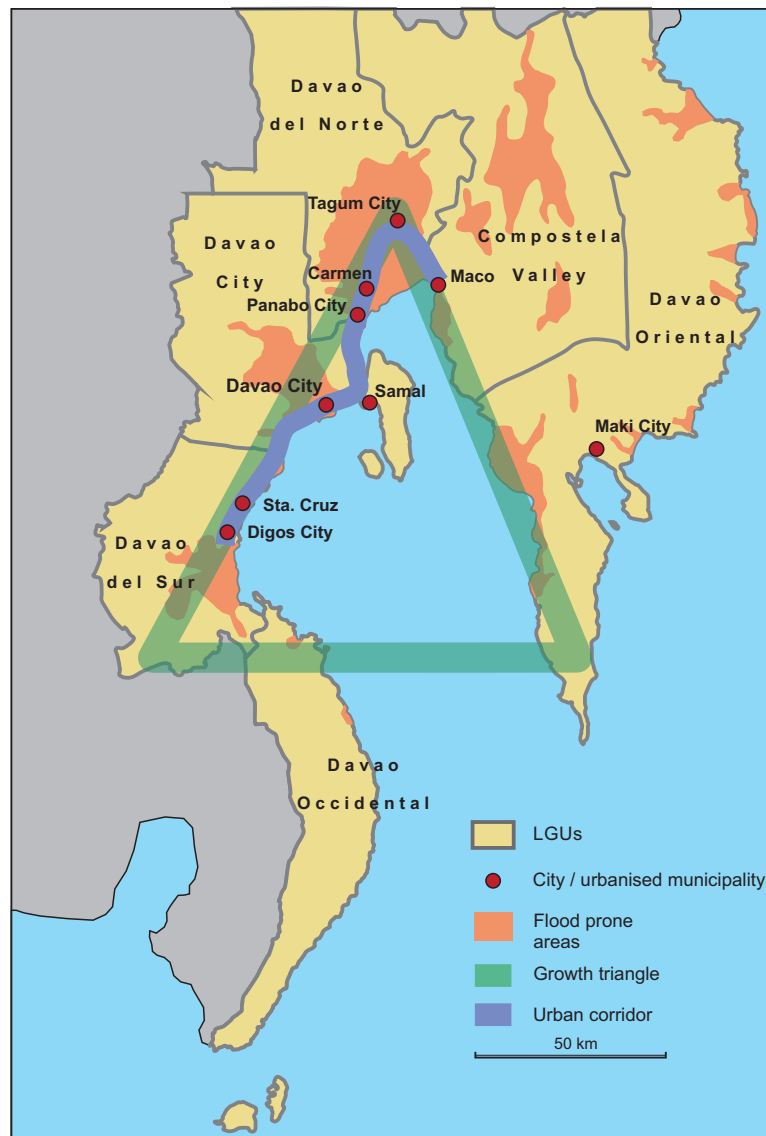 Davao
del Norte
Tagum City
Davao
City
Compostela
Valley
Carmen
Maco
Panabo City
Davao
Oriental
Davao City
Samal
Maki City
Sta. Cruz
Digos City
Davao
del Sur
Davao
Occidental
LGUs
City / urbanised municipality
Flood prone
areas
Growth triangle
Urban corridor
50 km